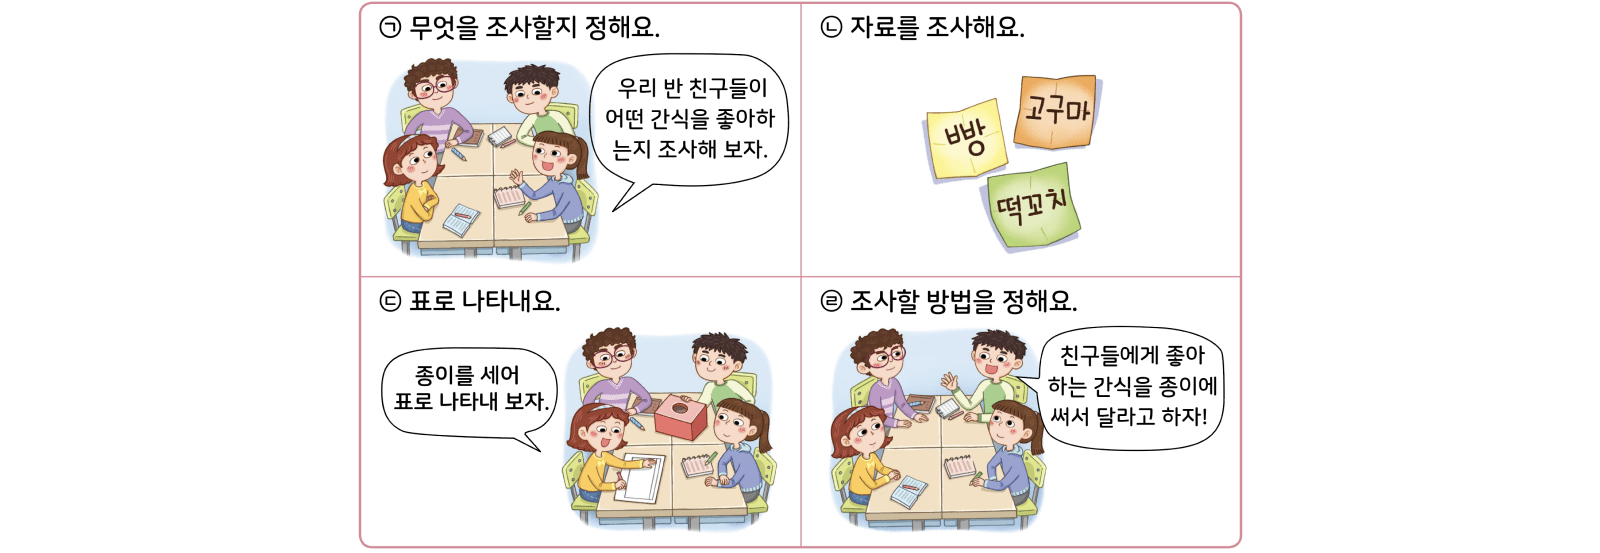 ㉠ 무엇을 조사할지 정해요.
우리 반 친구들이
어떤 간식을 좋아하
는지 조사해 보자.
㉡ 자료를 조사해요.
빵
고구마
떡꼬치
㉢ 표로 나타내요.
종이를 세어
표로 나타내 보자.
㉣ 조사할 방법을 정해요.
친구들에게 좋아
하는 간식을 종이에
써서 달라고 하자!